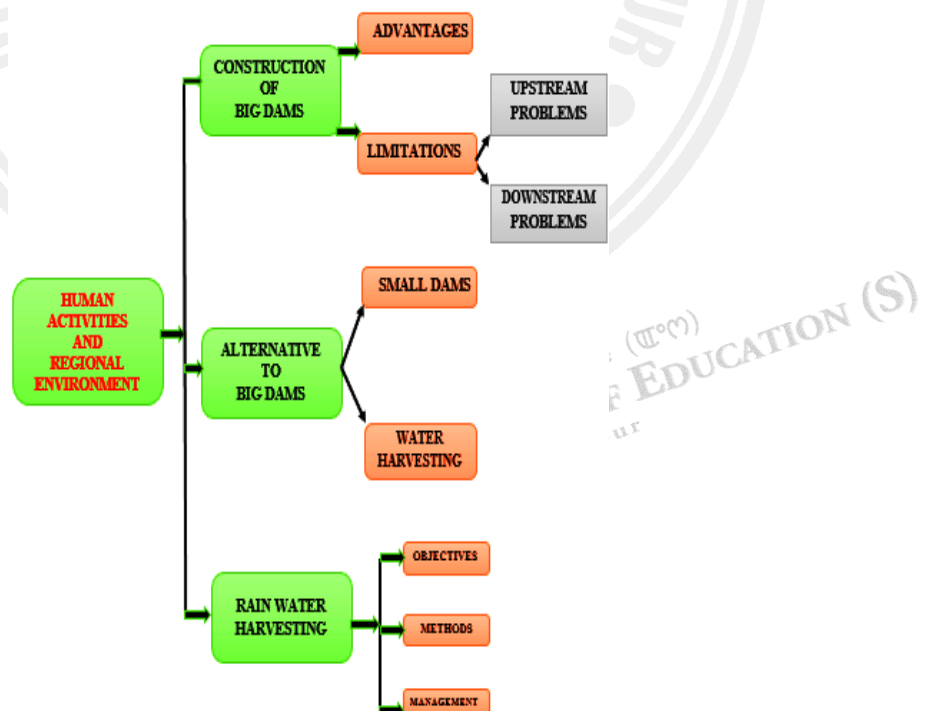 ADVANTAGES
CONSTRUCTION
OF
BIG DAMS
UPSTREAM
PROBLEMS
LIMITATIONS
DOWNSTREAM
PROBLEMS
HUMAN
ACTIVITIES
AND
REGIONAL
ENVIRONMENT
SMALL DAMS
ALTERNATIVE
TO
BIG DAMS
WATER
HARVESTING
OBJECTIVES
RAIN WATER
HARVESTING
METHODS
MANAGEMENT
EDUCATION (S)